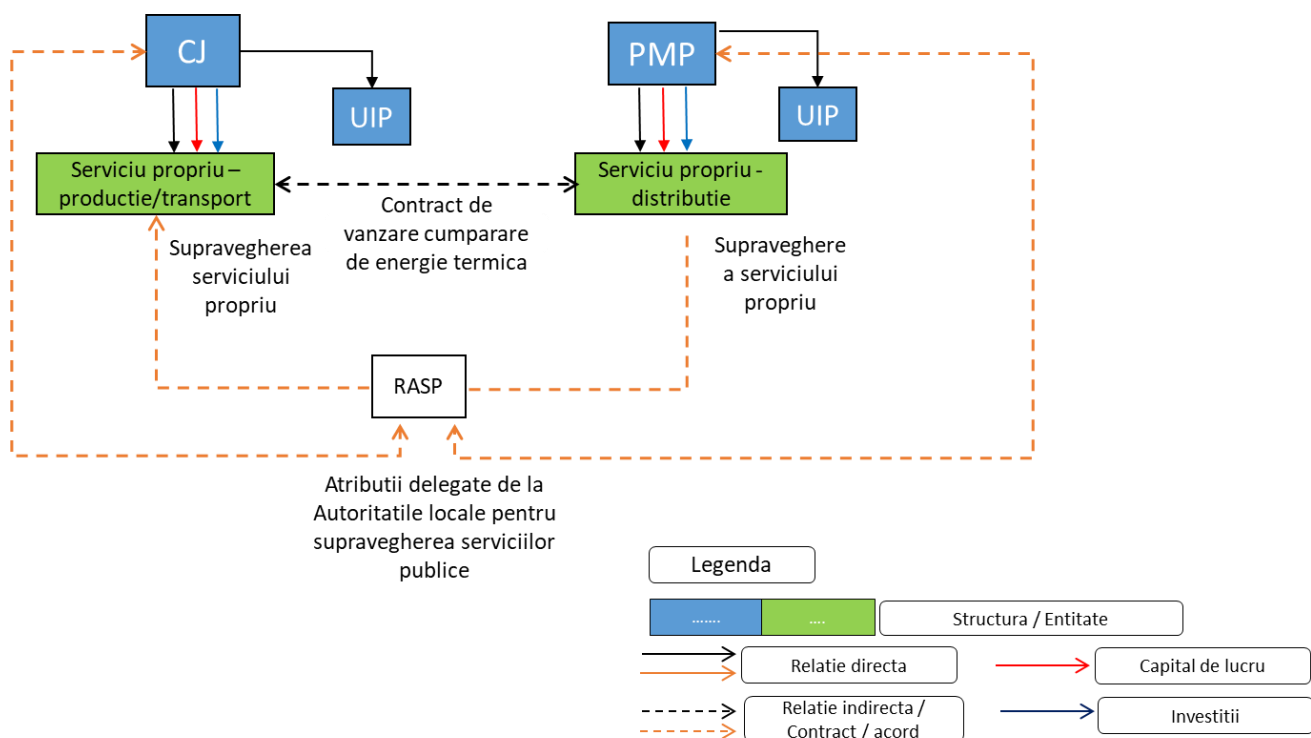 CJ
PMP
UIP
UIP
Serviciu propriu –
productie/transport
Serviciu propriu -
distributie
Contract de
vanzare cumparare
de energie termica
Supravegherea
serviciului
propriu
Supraveghere
a serviciului
propriu
RASP
Atributii delegate de la
Autoritatile locale pentru
supravegherea serviciilor
publice
Legenda
.......
....
Structura / Entitate
Relatie directa
Capital de lucru
Relatie indirecta /
Contract / acord
Investitii